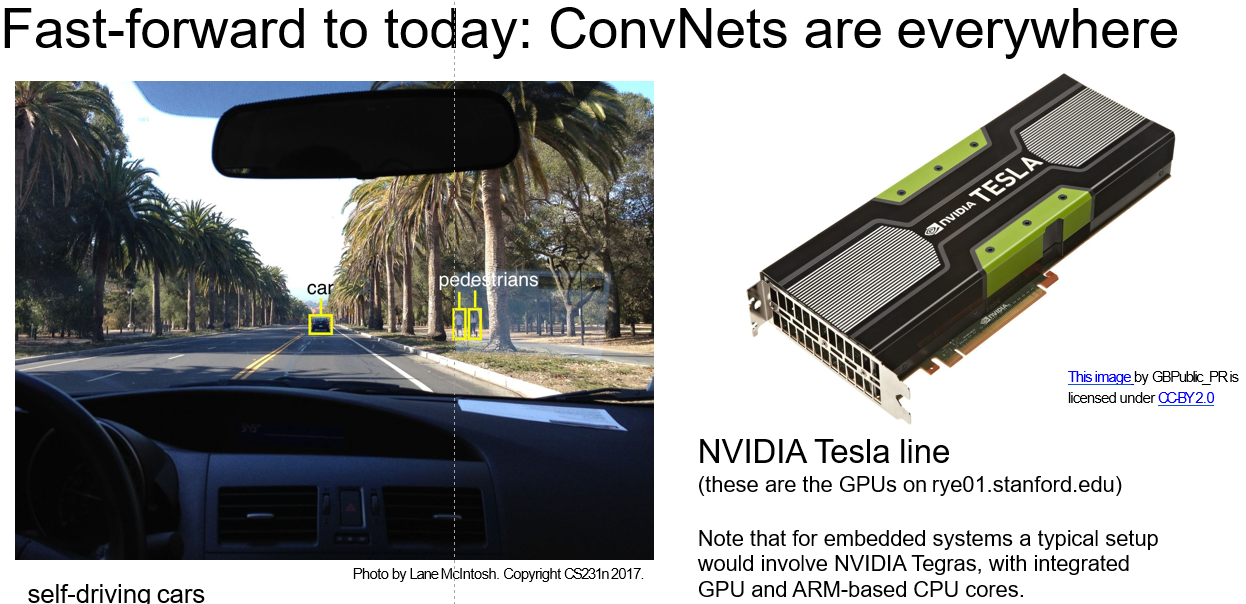 Fast-forward to today: ConvNets are everywhere
car
pedestrians
NVIDIA TESLA
NVIDIA
This image by GBPublic_PR is
licensed under CC-BY 2.0
NVIDIA Tesla line
(these are the GPUs on rye01.stanford.edu)
Note that for embedded systems a typical setup
would involve NVIDIA Tegras, with integrated
GPU and ARM-based CPU cores.
Photo by Lane McIntosh. Copyright CS231n 2017.
self-driving cars